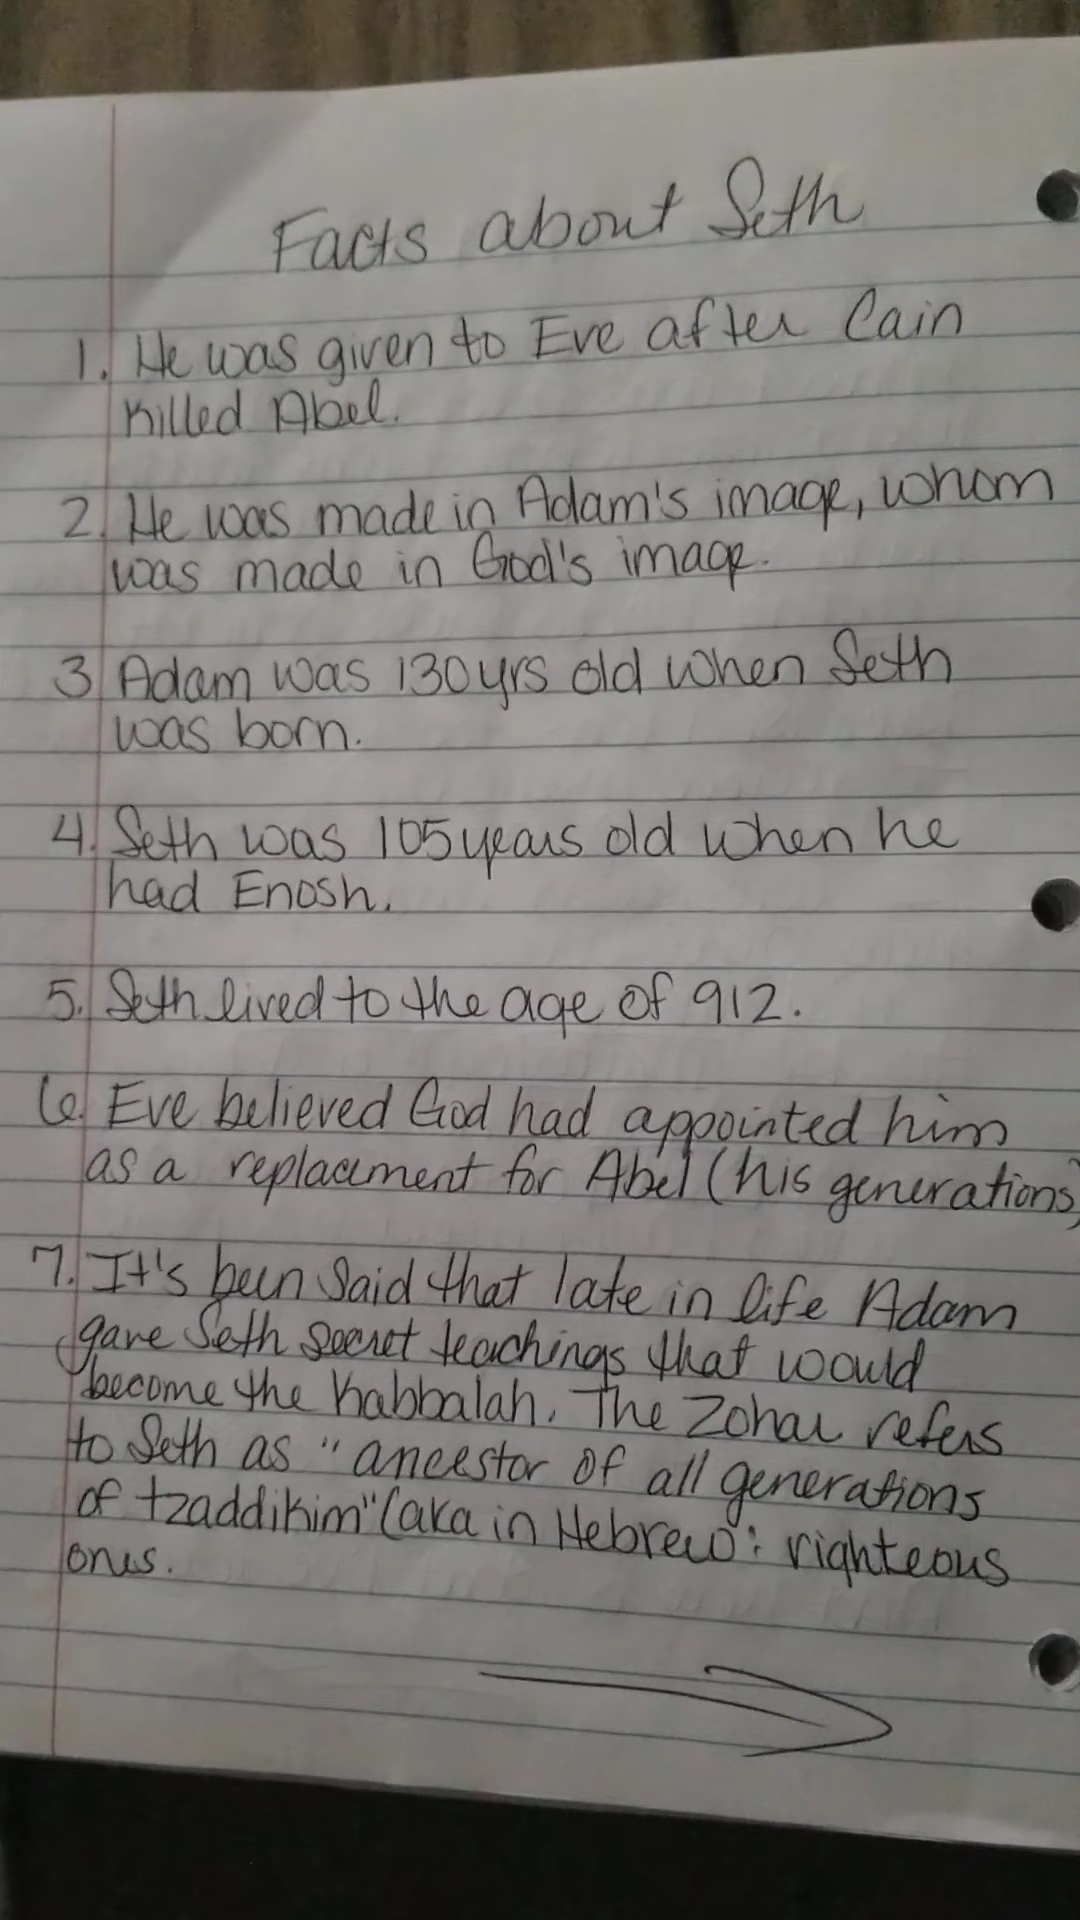 Facts about Seth
1. He was given to Eve after Cain
killed Abel.
2. He was made in Adam's image, whom
was made in God's image.
3 Adam was 130yrs old when Seth
was born.
4. Seth was 105 years old when he
had Enosh.
5. Seth lived to the age of 912.
6. Eve believed God had appointed him
as a replacement for Abel (his generations)
7. It's been said that late in life Adam
gave Seth secret teachings that would
become the Kabbalah. The Zohar refers
to Seth as "ancestor of all generations
of tzaddikim" (aka in Hebrew: righteous
ones.